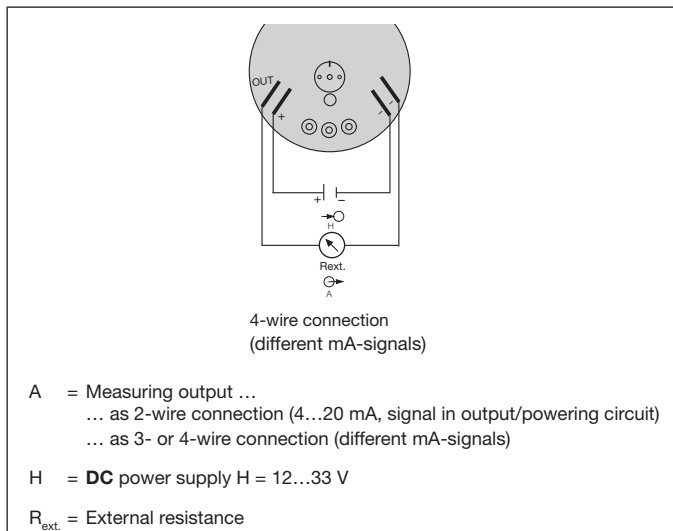 OUT
+
-
-
+
–
H
Rext.
A
4-wire connection
(different mA-signals)
A = Measuring output …
… as 2-wire connection (4…20 mA, signal in output/powering circuit)
… as 3- or 4-wire connection (different mA-signals)
H = DC power supply H = 12…33 V
Rext. = External resistance